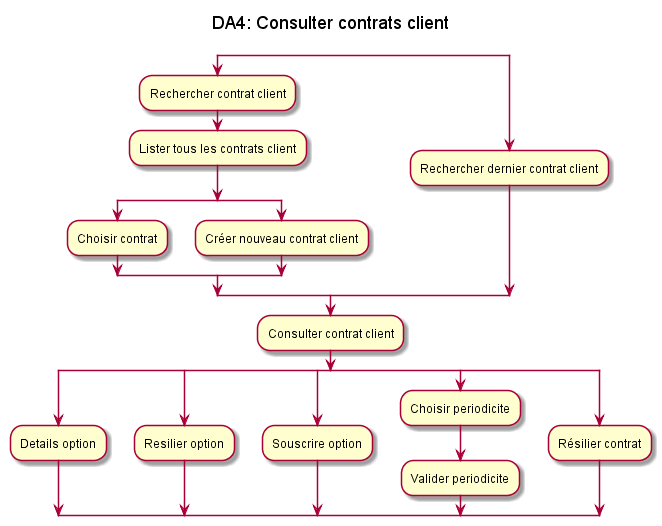 DA4: Consulter contrats client
Rechercher contrat client
Lister tous les contrats client
Rechercher dernier contrat client
Choisir contrat
Créer nouveau contrat client
Consulter contrat client
Choisir periodicite
Details option
Resilier option
Souscrire option
Résilier contrat
Valider periodicite